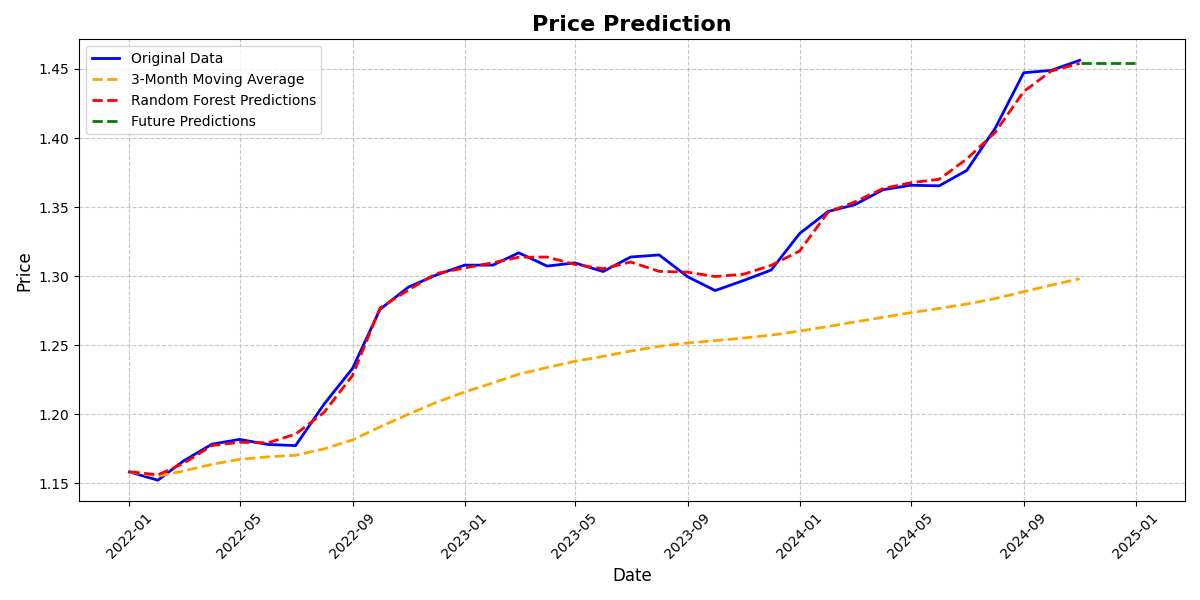 Price Prediction
Original Data
3-Month Moving Average
Random Forest Predictions
Future Predictions
Price
1.45
1.40
1.35
1.30
1.25
1.20
1.15
2022-01
2022-05
2022-09
2023-01
2023-05
2023-09
2024-01
2024-05
2024-09
2025-01
Date